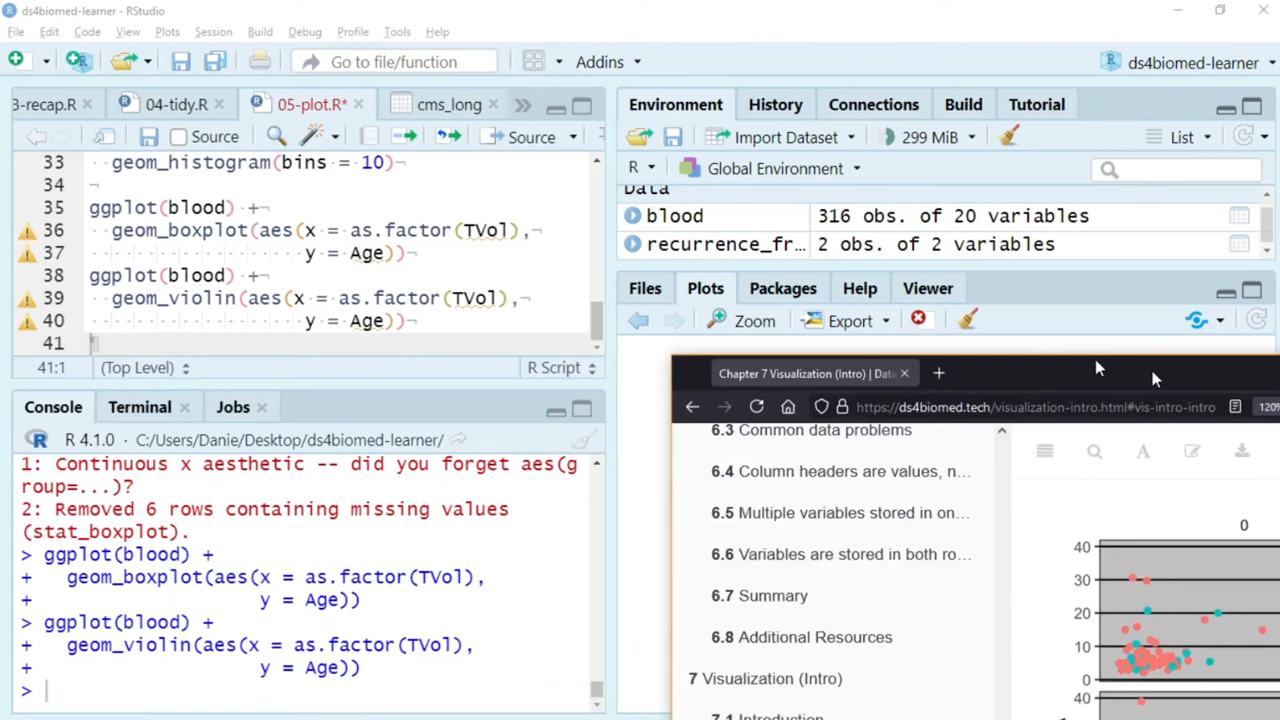 ds4biomed-learner - RStudio
File Edit Code View Plots Session Build Debug Profile Tools Help
Go to file/function Addins ds4biomed-learner
3-recap.R 04-tidy.R 05-plot.R* cms_long
Source Source
33 geom_histogram(bins = 10)¬
34 ¬
35 ggplot(blood) +¬
36 geom_boxplot(aes(x = as.factor(TVol),¬
37 y = Age))¬
38 ggplot(blood) +¬
39 geom_violin(aes(x = as.factor(TVol),¬
40 y = Age))¬
41 ¶
41:1 (Top Level) R Script
Console Terminal Jobs
R 4.1.0 · C:/Users/Danie/Desktop/ds4biomed-learner/
1: Continuous x aesthetic -- did you forget aes(g
roup=...)?
2: Removed 6 rows containing missing values
(stat_boxplot).
> ggplot(blood) +
+ geom_boxplot(aes(x = as.factor(TVol),
+ y = Age))
> ggplot(blood) +
+ geom_violin(aes(x = as.factor(TVol),
+ y = Age))
>
Environment History Connections Build Tutorial
Import Dataset 299 MiB List
R Global Environment
Data
blood 316 obs. of 20 variables
recurrence_fr… 2 obs. of 2 variables
Files Plots Packages Help Viewer
Zoom Export
Chapter 7 Visualization (Intro) | Data
https://ds4biomed.tech/visualization-intro.html#vis-intro-intro 120%
6.3 Common data problems
6.4 Column headers are values, n…
6.5 Multiple variables stored in on…
6.6 Variables are stored in both ro…
6.7 Summary
6.8 Additional Resources
7 Visualization (Intro)
7.1 Introduction
0
40
30
20
10
0
40